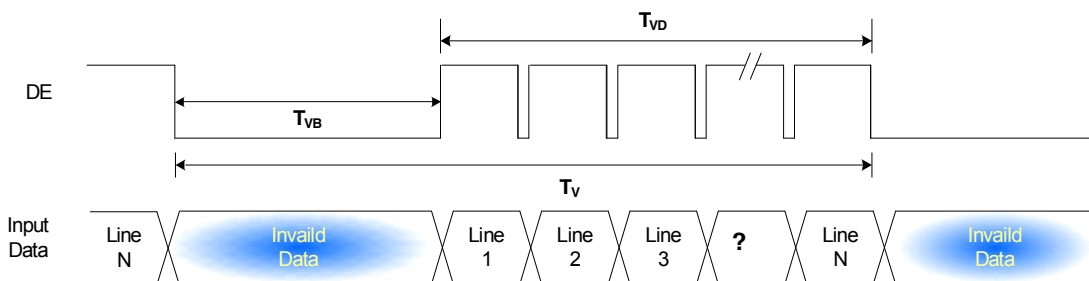 TVD
DE
TVB
TV
Input
Data
Line
N
Invaild
Data
Line
1
Line
2
Line
3
?
Line
N
Invaild
Data